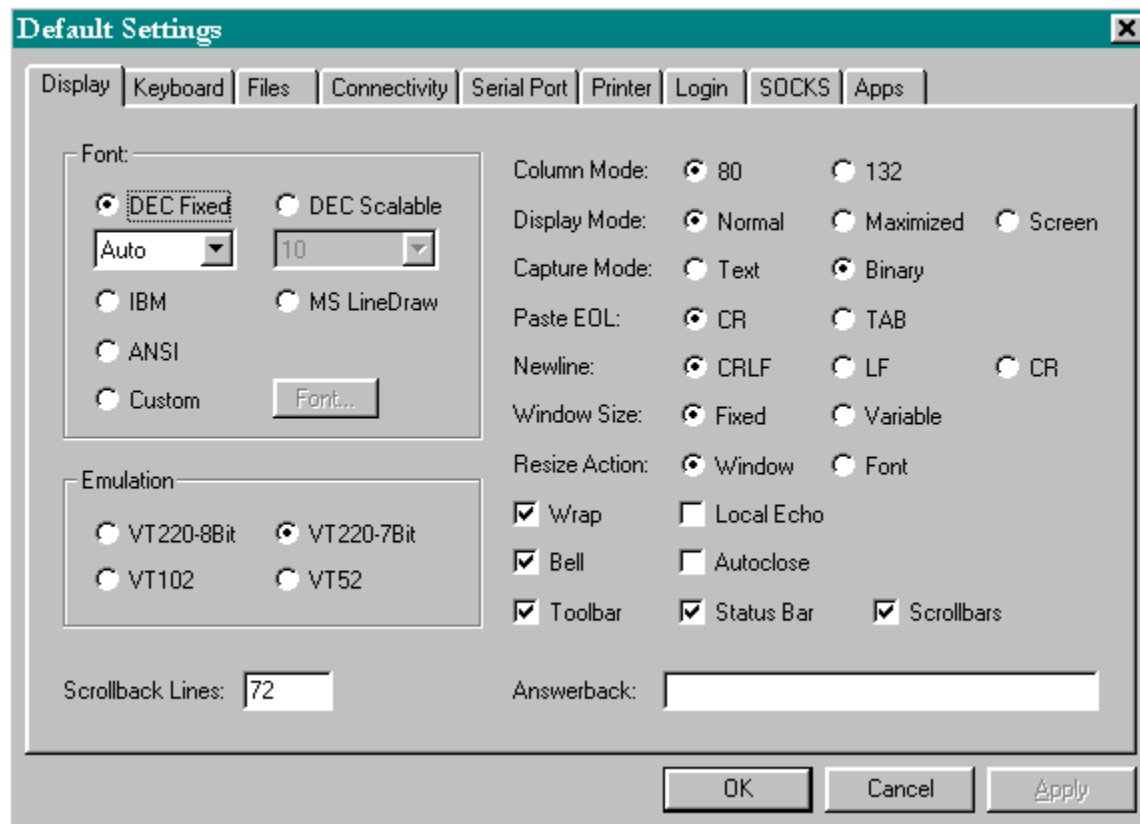 Default Settings
Display Keyboard Files Connectivity Serial Port Printer Login SOCKS Apps
Font:
DEC Fixed DEC Scalable
Auto 10
IBM MS LineDraw
ANSI
Custom Font...
Emulation
VT220-8Bit VT220-7Bit
VT102 VT52
Scrollback Lines: 72
Column Mode: 80 132
Display Mode: Normal Maximized Screen
Capture Mode: Text Binary
Paste EOL: CR TAB
Newline: CRLF LF CR
Window Size: Fixed Variable
Resize Action: Window Font
Wrap Local Echo
Bell Autoclose
Toolbar Status Bar Scrollbars
Answerback:
OK Cancel Apply